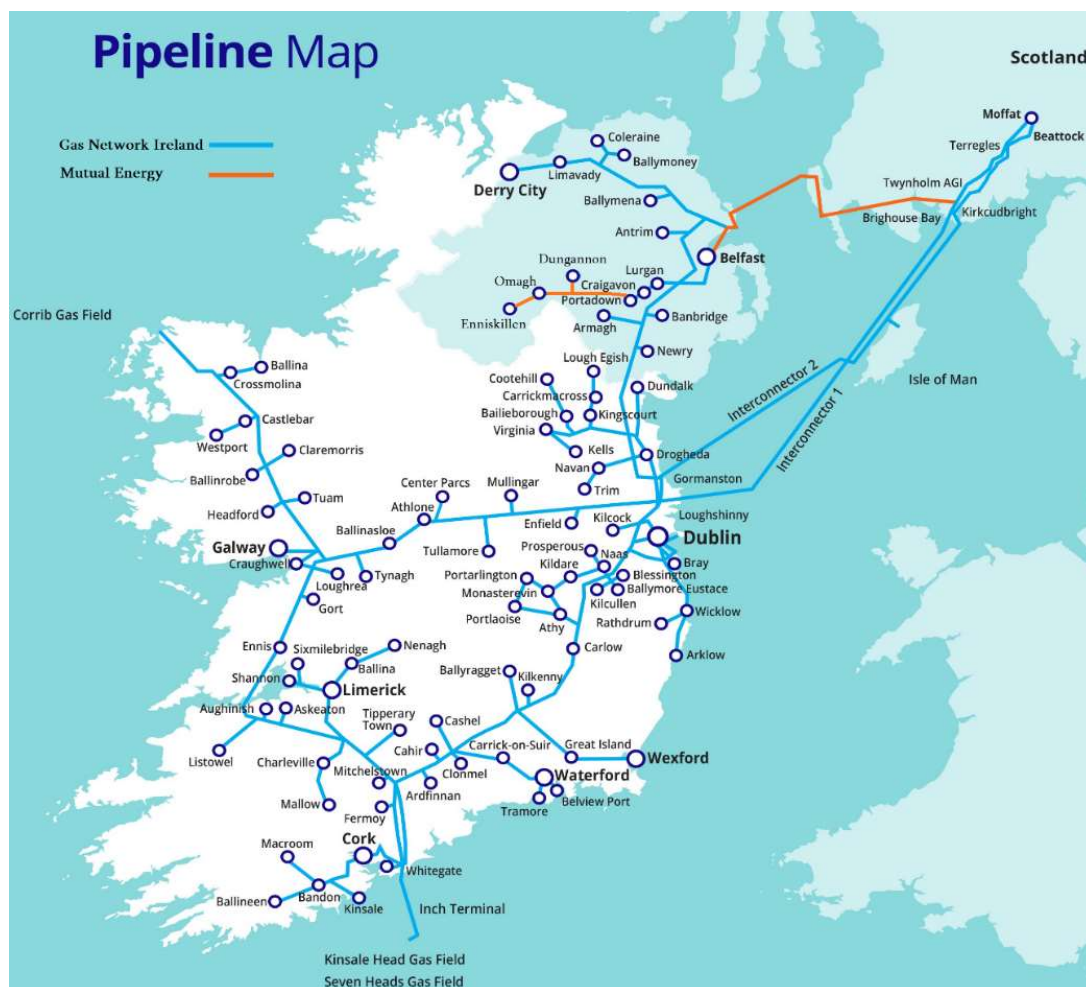 Pipeline Map
Scotland
Moffat
Beattock
Terregles
Gas Network Ireland
Mutual Energy
Coleraine
Ballymoney
Limavady
Derry City
Ballymena
Twynholm AGI
Kirkcudbright
Brighouse Bay
Antrim
Belfast
Dungannon
Lurgan
Omagh
Craigavon
Portadown
Enniskillen
Armagh
Banbridge
Corrib Gas Field
Newry
Lough Egish
Ballina
Crossmolina
Cootehill
Carrickmacross
Dundalk
Interconnector 2
Isle of Man
Interconnector 1
Castlebar
Bailieborough
Kingscourt
Virginia
Westport
Claremorris
Kells
Drogheda
Navan
Ballinrobe
Trim
Gormanston
Center Parcs
Mullingar
Tuam
Athlone
Headford
Ballinasloe
Enfield
Kilcock
Loughshinny
Galway
Tullamore
Prosperous
Naas
Dublin
Craughwell
Loughrea
Tynagh
Portarlington
Kildare
Blessington
Bray
Monasterevin
Ballymore Eustace
Kilcullen
Gort
Portlaoise
Athy
Rathdrum
Wicklow
Ennis
Sixmilebridge
Nenagh
Carlow
Arklow
Shannon
Ballina
Ballyragget
Kilkenny
Limerick
Aughinish
Askeaton
Tipperary
Town
Cashel
Listowel
Charleville
Cahir
Carrick-on-Suir
Great Island
Wexford
Mitchelstown
Clonmel
Waterford
Mallow
Ardfinnan
Tramore
Belview Port
Fermoy
Cork
Macroom
Whitegate
Ballineen
Bandon
Kinsale
Inch Terminal
Kinsale Head Gas Field
Seven Heads Gas Field